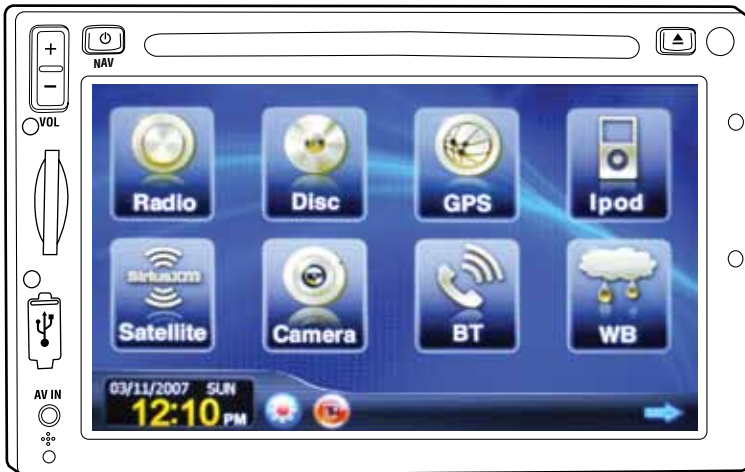 +
NAV
−
VOL
Radio
Disc
GPS
Ipod
SIriusXm
Satellite
Camera
BT
WB
AV IN
03/11/2007 SUN
12:10 PM